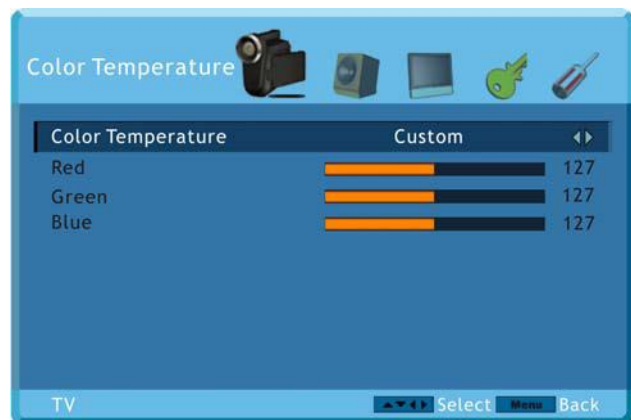 Color Temperature
Color Temperature Custom
Red 127
Green 127
Blue 127
TV Select Menu Back